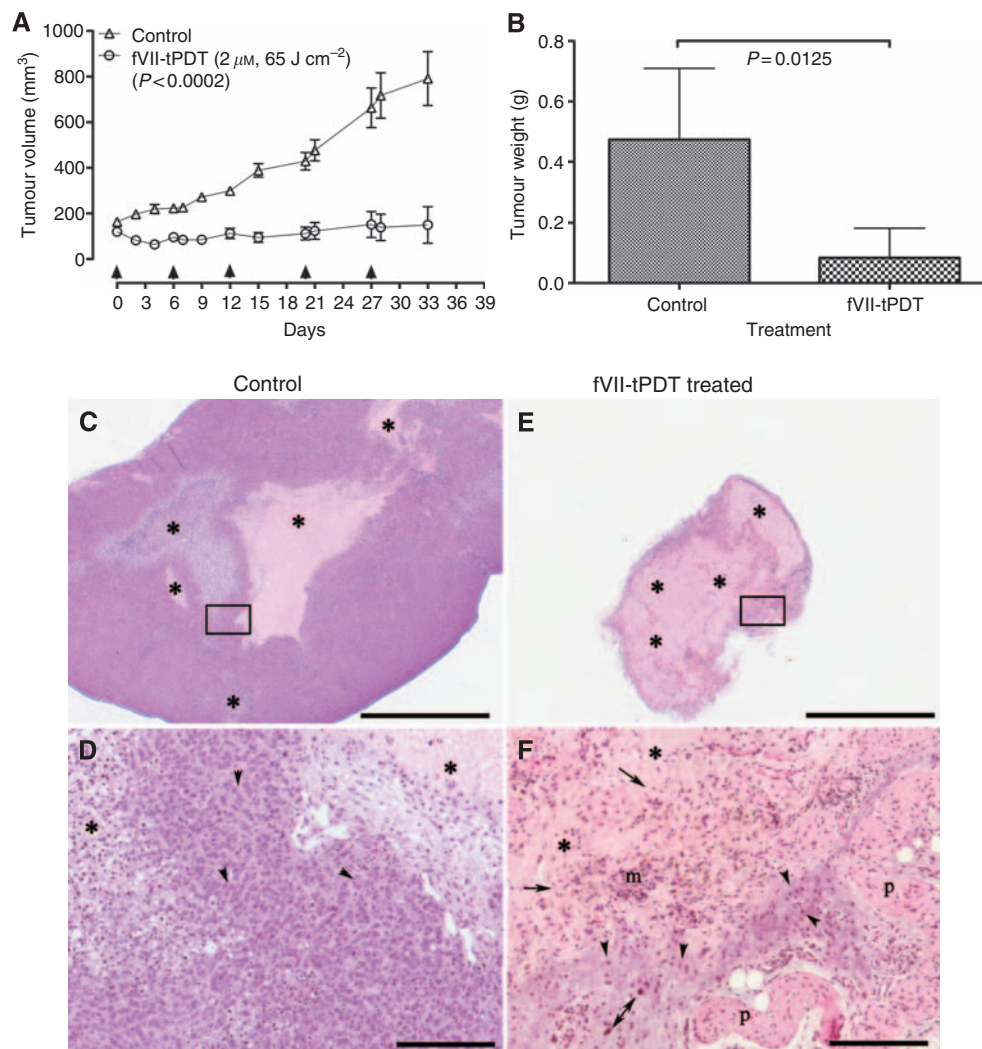 A
Tumour volume (mm³)
1000
800
600
400
200
0
Control
fVII-tPDT (2 μM, 65 J cm⁻²)
(P<0.0002)
0 3 6 9 12 15 18 21 24 27 30 33 36 39
Days
B
Tumour weight (g)
0.8
0.6
0.4
0.2
0.0
P=0.0125
Control fVII-tPDT
Treatment
Control
fVII-tPDT treated
C
*
*
*
*
*
E
*
*
*
*
D
*
*
F
*
*
m
p
p